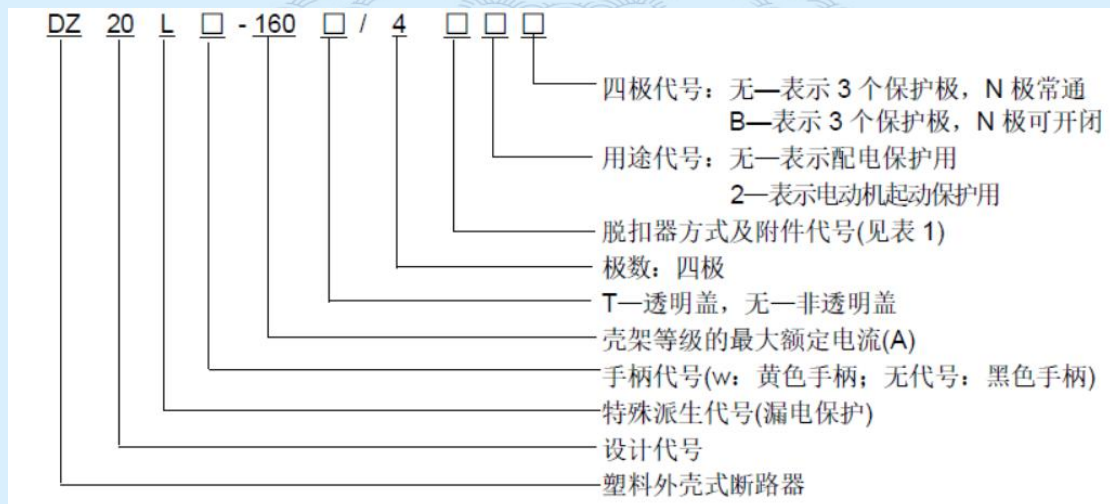 DZ 20 L □ - 160 □ / 4 □ □ □
四极代号：无—表示 3 个保护极，N 极常通
B—表示 3 个保护极，N 极可开闭
用途代号：无—表示配电保护用
2—表示电动机起动保护用
脱扣器方式及附件代号(见表 1)
极数：四极
T—透明盖，无—非透明盖
壳架等级的最大额定电流(A)
手柄代号(w：黄色手柄；无代号：黑色手柄)
特殊派生代号(漏电保护)
设计代号
塑料外壳式断路器